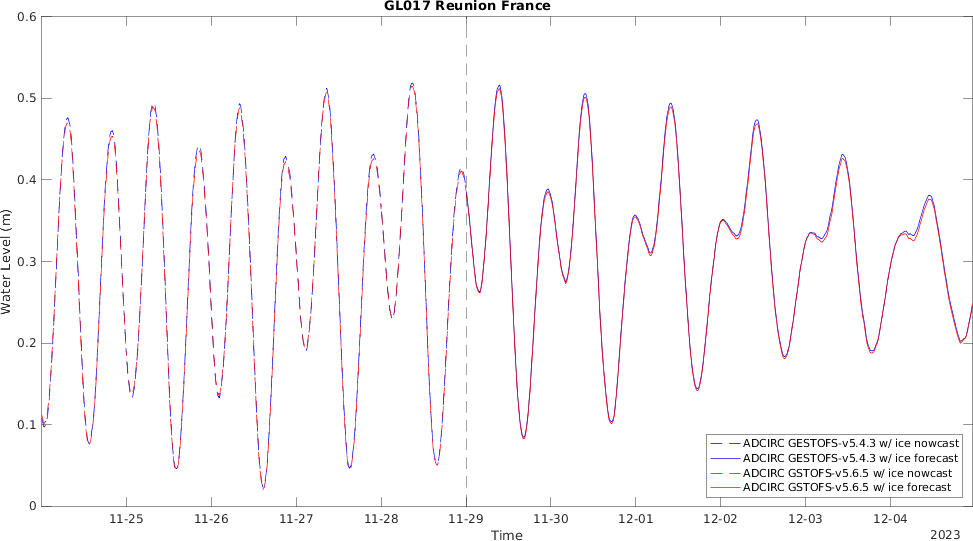 GL017 Reunion France
0.6
0.5
0.4
0.3
0.2
0.1
0
Water Level (m)
ADCIRC GESTOFS-v5.4.3 w/ ice nowcast
ADCIRC GESTOFS-v5.4.3 w/ ice forecast
ADCIRC GSTOFS-v5.6.5 w/ ice nowcast
ADCIRC GSTOFS-v5.6.5 w/ ice forecast
11-25 11-26 11-27 11-28 11-29 11-30 12-01 12-02 12-03 12-04
Time
2023